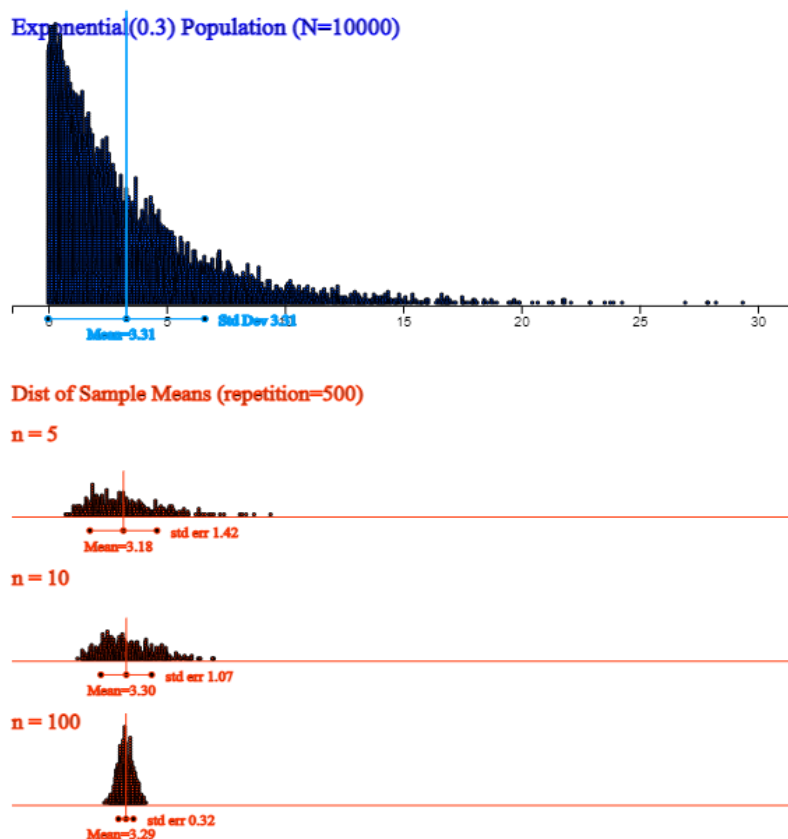 Exponential(0.3) Population (N=10000)
0 5 10 15 20 25 30
Mean=3.31
Std Dev 3.31
Dist of Sample Means (repetition=500)
n = 5
std err 1.42
Mean=3.18
n = 10
std err 1.07
Mean=3.30
n = 100
std err 0.32
Mean=3.29